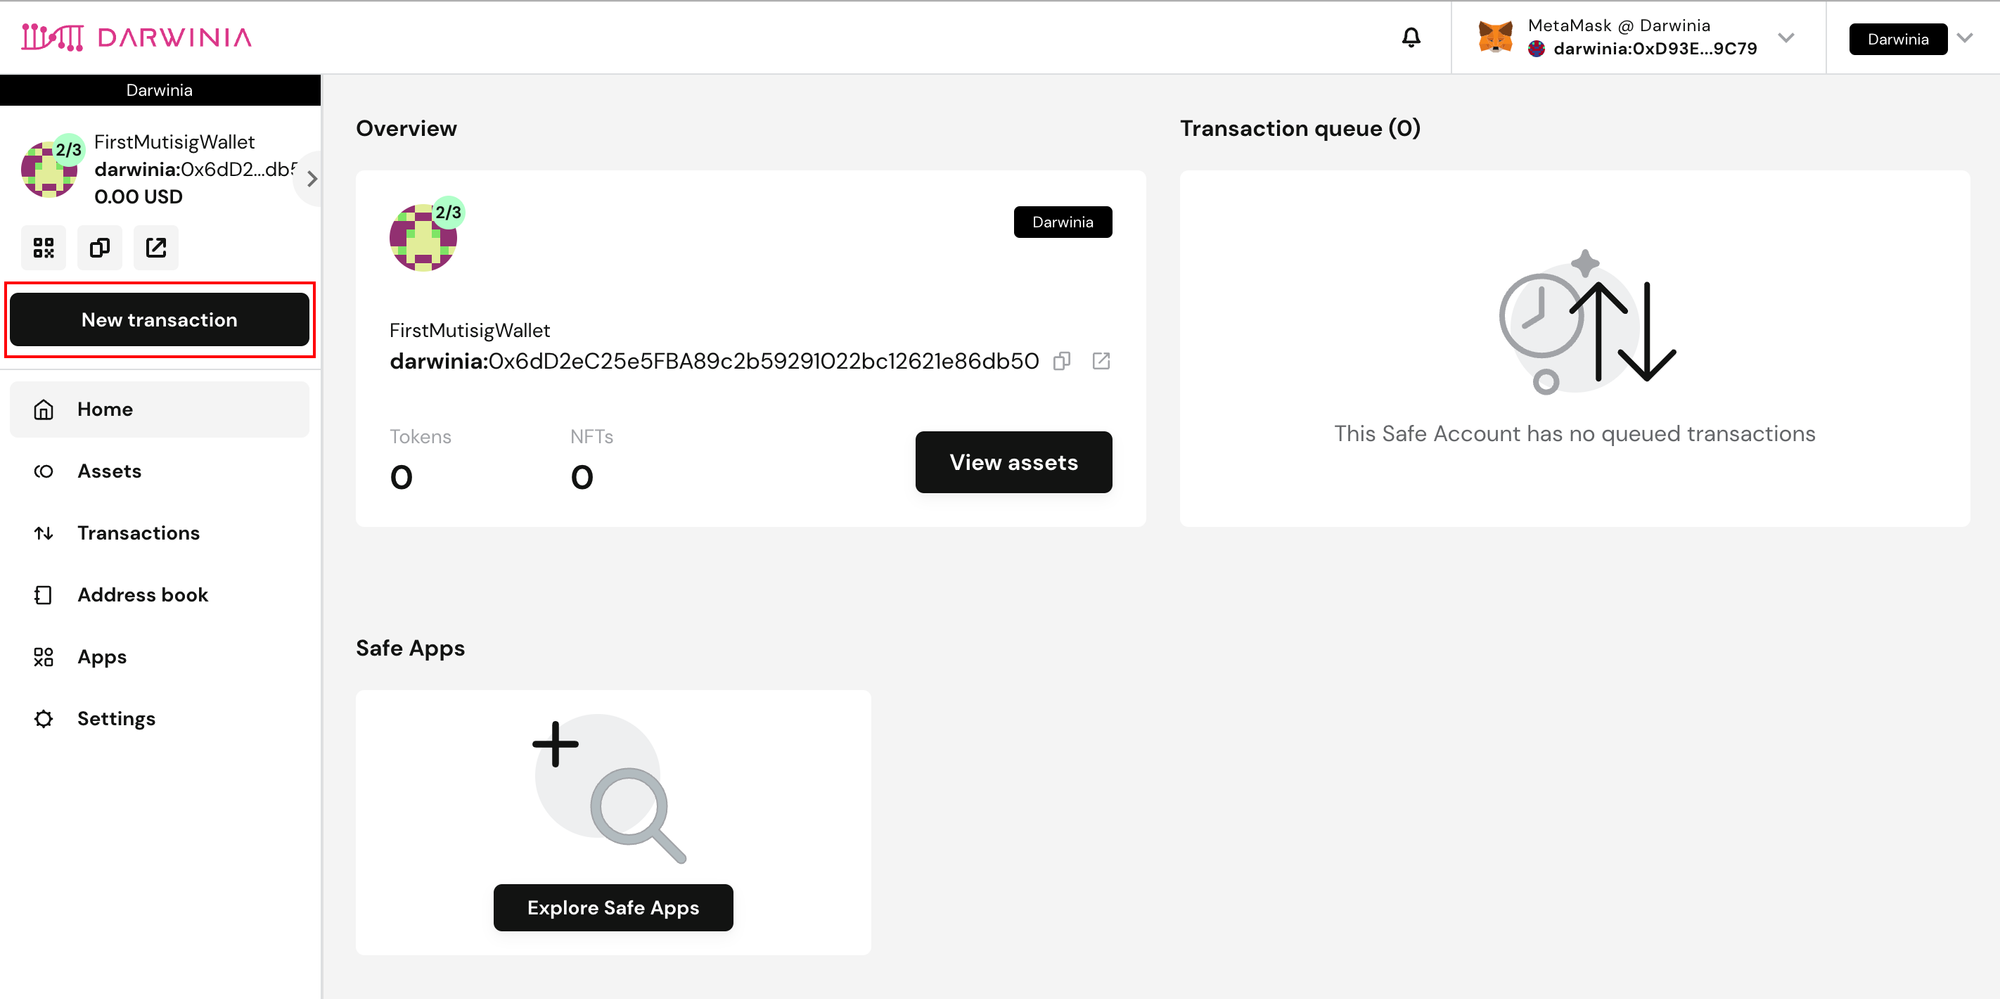 DARWINIA
MetaMask @ Darwinia
darwinia:0xD93E...9C79
Darwinia
Darwinia
2/3
FirstMutisigWallet
darwinia:0x6dD2...db5
0.00 USD
New transaction
Home
Assets
Transactions
Address book
Apps
Settings
Overview
2/3
Darwinia
FirstMutisigWallet
darwinia:0x6dD2eC25e5FBA89c2b59291022bc12621e86db50
Tokens
NFTs
0
0
View assets
Transaction queue (0)
This Safe Account has no queued transactions
Safe Apps
Explore Safe Apps